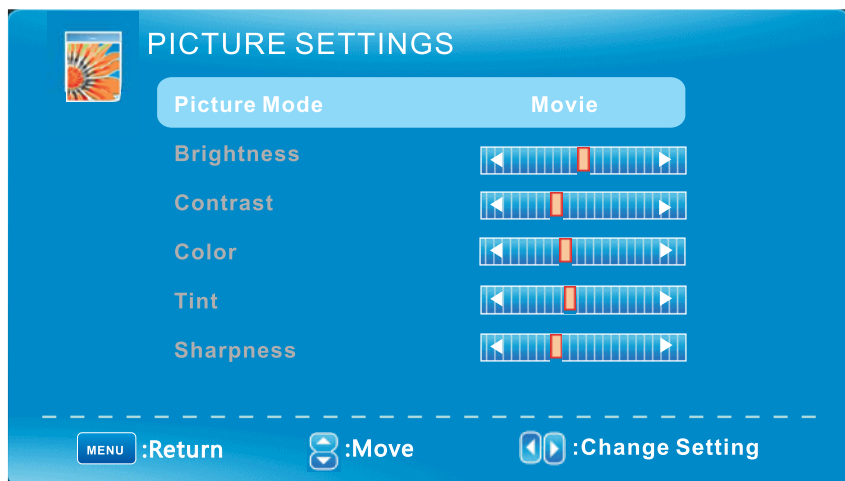 PICTURE SETTINGS
Picture Mode Movie
Brightness
Contrast
Color
Tint
Sharpness
MENU :Return :Move :Change Setting